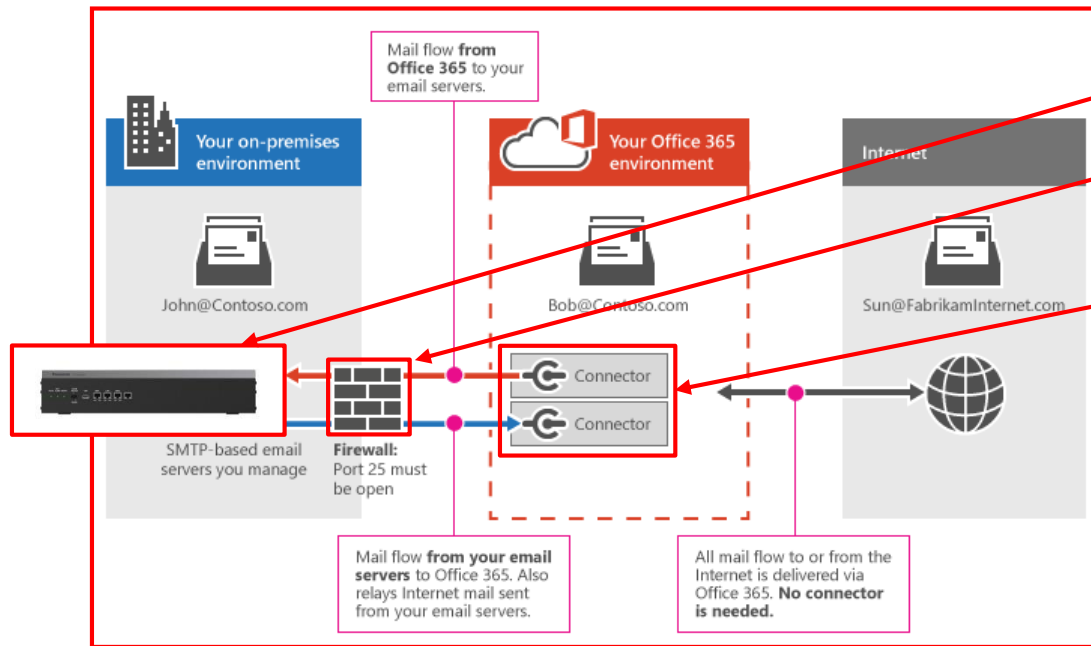 Mail flow from
Office 365 to your
email servers.
Your on-premises
environment
Your Office 365
environment
Internet
John@Contoso.com
Bob@Contoso.com
Sun@FabrikamInternet.com
Connector
Connector
SMTP-based email
servers you manage
Firewall:
Port 25 must
be open
Mail flow from your email
servers to Office 365. Also
relays Internet mail sent
from your email servers.
All mail flow to or from the
Internet is delivered via
Office 365. No connector
is needed.